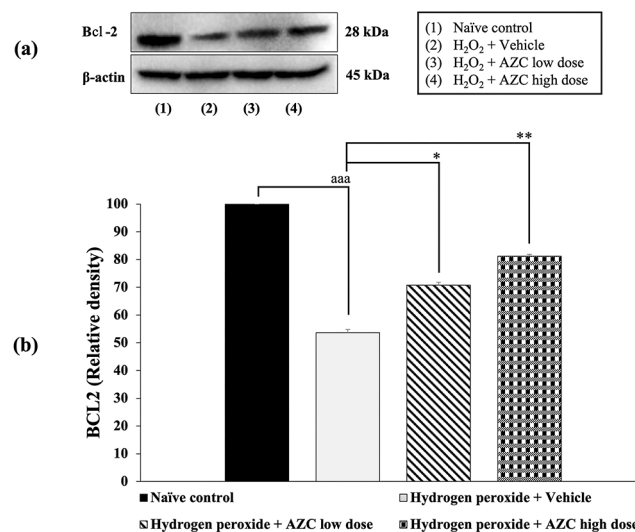 (a)
Bcl-2
28 kDa
β-actin
45 kDa
(1) (2) (3) (4)
(1) Naïve control
(2) H₂O₂ + Vehicle
(3) H₂O₂ + AZC low dose
(4) H₂O₂ + AZC high dose
(b)
BCL2 (Relative density)
100
90
80
70
60
50
40
30
20
10
0
aaa
*
**
Naïve control
Hydrogen peroxide + Vehicle
Hydrogen peroxide + AZC low dose
Hydrogen peroxide + AZC high dose